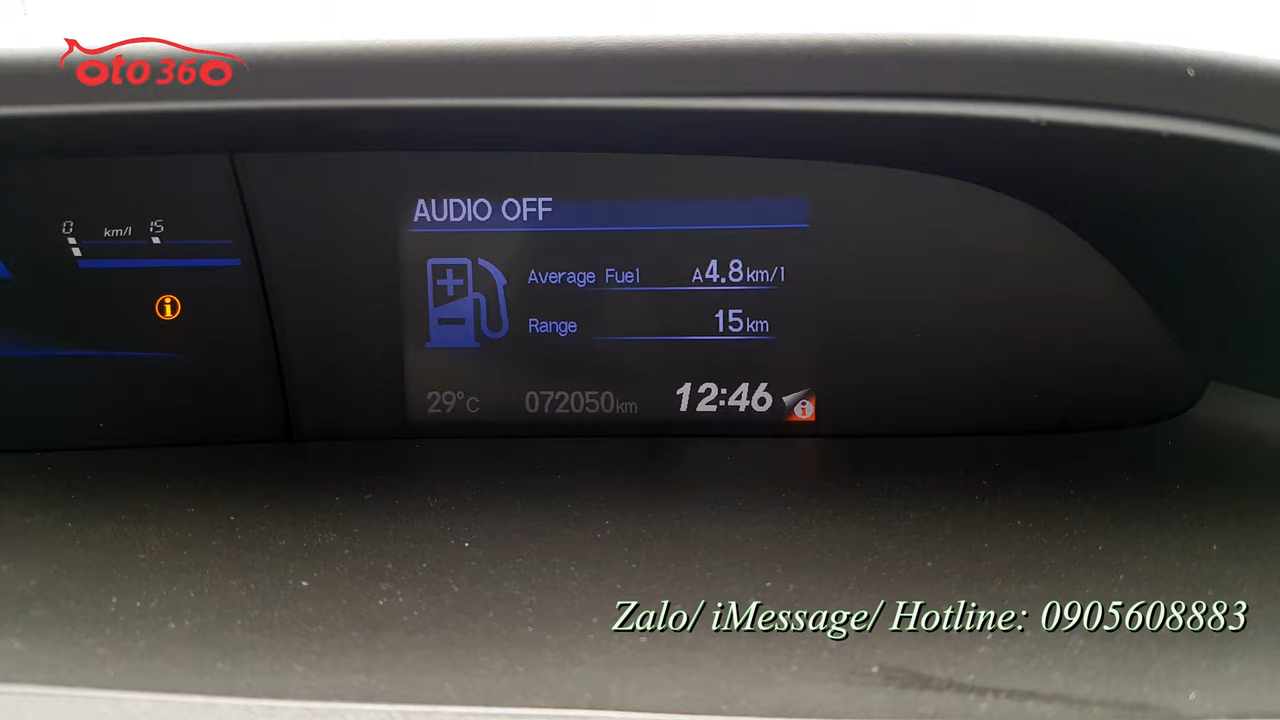 oto360
0 km/l 15
AUDIO OFF
Average Fuel A4.8km/l
Range 15km
29°C 072050km 12:46
Zalo/ iMessage/ Hotline: 0905608883